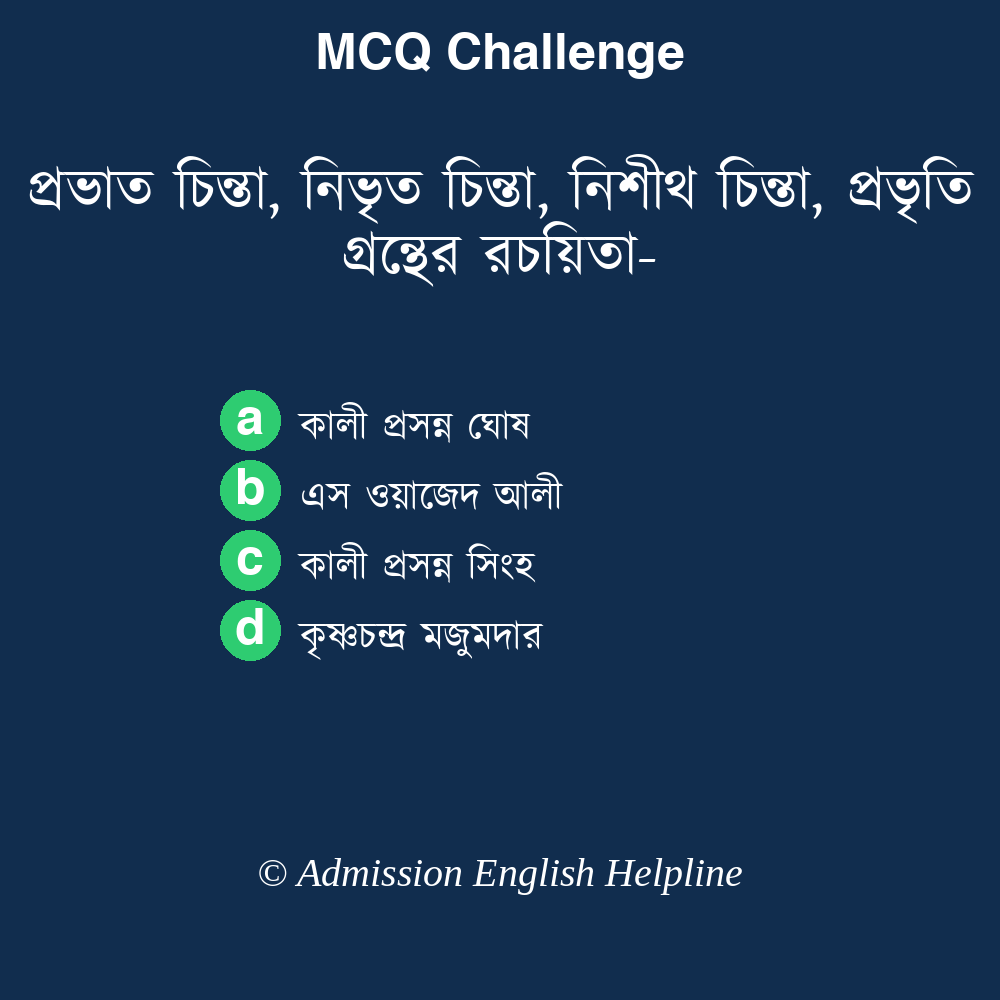 MCQ Challenge
প্রভাত চিন্তা, নিভৃত চিন্তা, নিশীথ চিন্তা, প্রভৃতি
গ্রন্থের রচয়িতা-
a কালী প্রসন্ন ঘোষ
b এস ওয়াজেদ আলী
c কালী প্রসন্ন সিংহ
d কৃষ্ণচন্দ্র মজুমদার
© Admission English Helpline